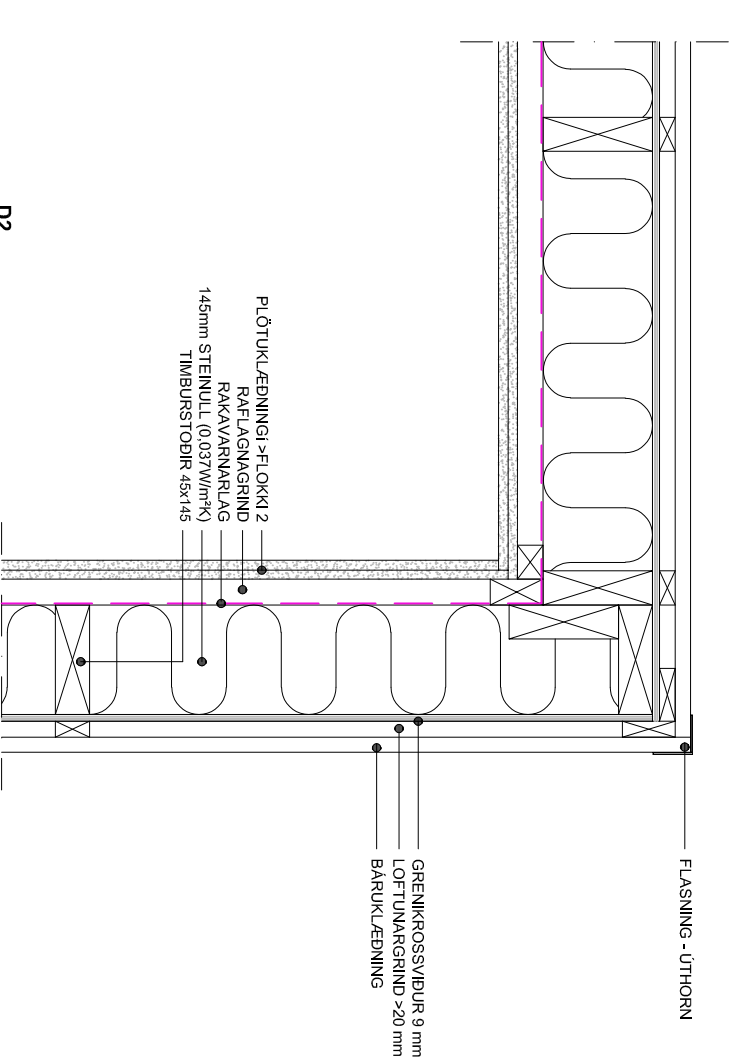 FLASNING - ÚTHORN
GRENIKROSSVIÐUR 9 mm
LOFTUNARGRIND >20 mm
BÁRUKLÆÐNING
PLÖTUKLÆÐNINGí >FLOKKI 2
RAFLAGNAGRIND
RAKAVARNARLAG
145mm STEINULL (0,037W/m²K)
TIMBURSTOÐIR 45x145
D2